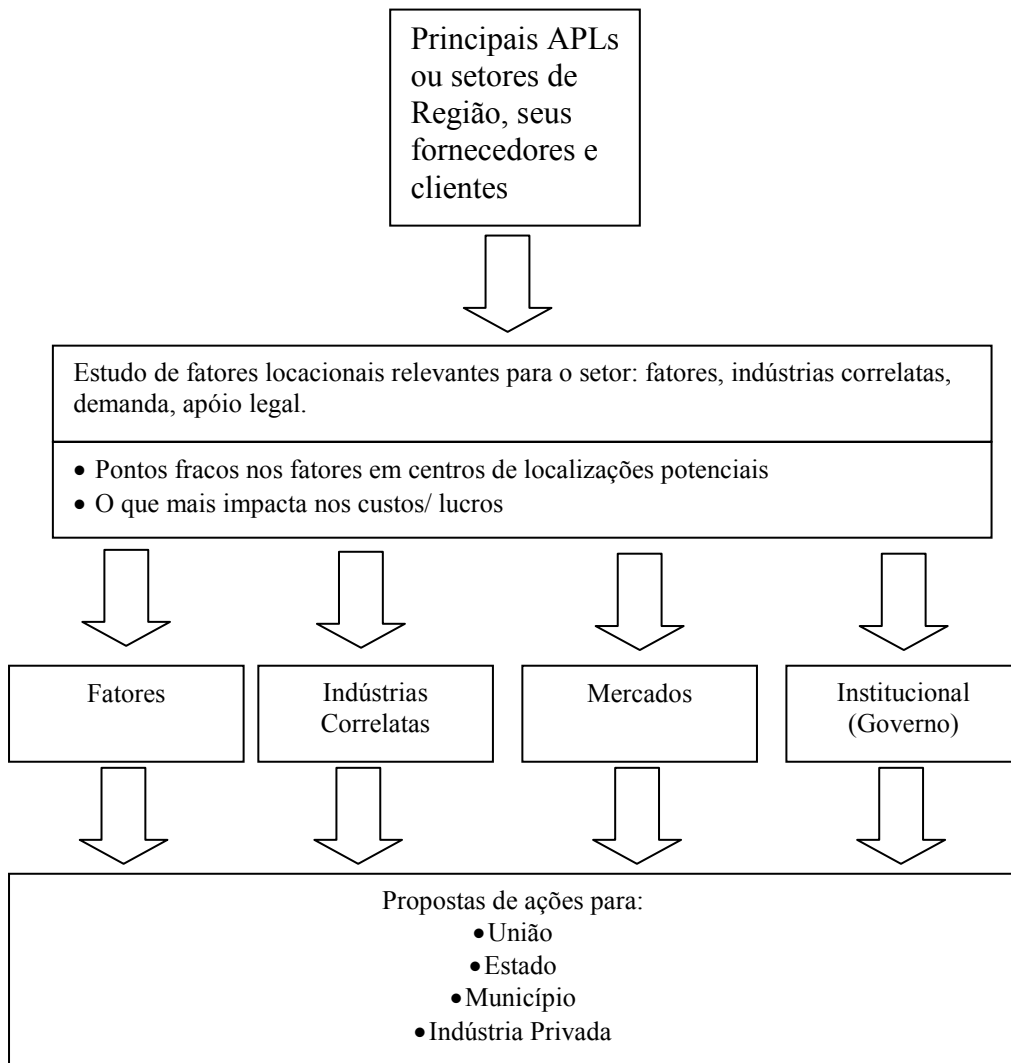 Principais APLs
ou setores de
Região, seus
fornecedores e
clientes
Estudo de fatores locacionais relevantes para o setor: fatores, indústrias correlatas,
demanda, apóio legal.
• Pontos fracos nos fatores em centros de localizações potenciais
• O que mais impacta nos custos/ lucros
Fatores
Indústrias
Correlatas
Mercados
Institucional
(Governo)
Propostas de ações para:
•União
•Estado
•Município
•Indústria Privada